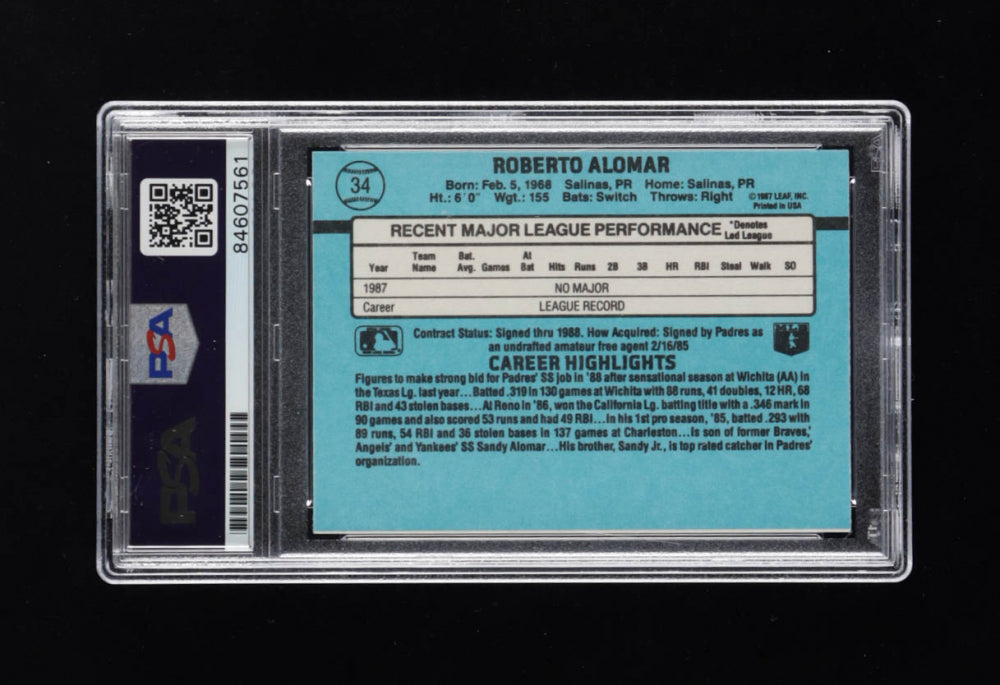 84607561
PSA
PSA
34
ROBERTO ALOMAR
Born: Feb. 5, 1968 Salinas, PR Home: Salinas, PR
Ht.: 6´0¨ Wgt.: 155 Bats: Switch Throws: Right
© 1987 LEAF, INC.
Printed in USA
RECENT MAJOR LEAGUE PERFORMANCE
*Denotes
Led League
Year Team Name Bat. Avg. Games At Bat Hits Runs 2B 3B HR RBI Steal Walk SO
1987 NO MAJOR
Career LEAGUE RECORD
Contract Status: Signed thru 1988. How Acquired: Signed by Padres as
an undrafted amateur free agent 2/16/85
CAREER HIGHLIGHTS
Figures to make strong bid for Padres' SS job in '88 after sensational season at Wichita (AA) in
the Texas Lg. last year...Batted .319 in 130 games at Wichita with 88 runs, 41 doubles, 12 HR, 68
RBI and 43 stolen bases...At Reno in '86, won the California Lg. batting title with a .346 mark in
90 games and also scored 53 runs and had 49 RBI...In his 1st pro season, '85, batted .293 with
89 runs, 54 RBI and 36 stolen bases in 137 games at Charleston...Is son of former Braves,'
Angels' and Yankees' SS Sandy Alomar...His brother, Sandy Jr., is top rated catcher in Padres'
organization.